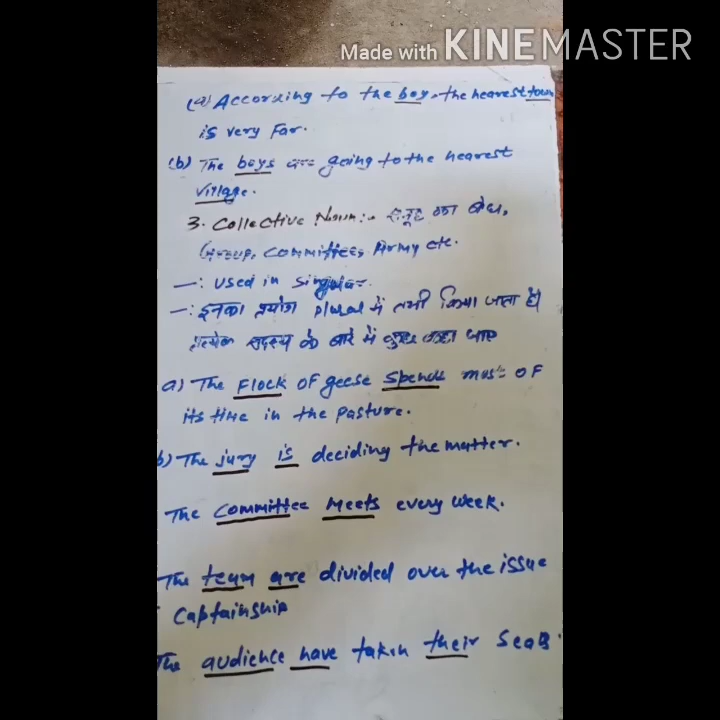 Made with KINEMASTER
(a) According to the boy, the nearest town
is very far.
(b) The boys are going to the nearest
village.
3. Collective Noun :- समूह का बोध,
Group, Committee, Army etc.
—: used in singular
—: इनका प्रयोग plural में तभी किया जाता है।
प्रत्येक सदस्य के बारे में कुछ कहा जाए
a) The Flock of geese spends most of
its time in the pasture.
b) The jury is deciding the matter.
The committee meets every week.
The team are divided over the issue
Captainship
The audience have taken their seats.